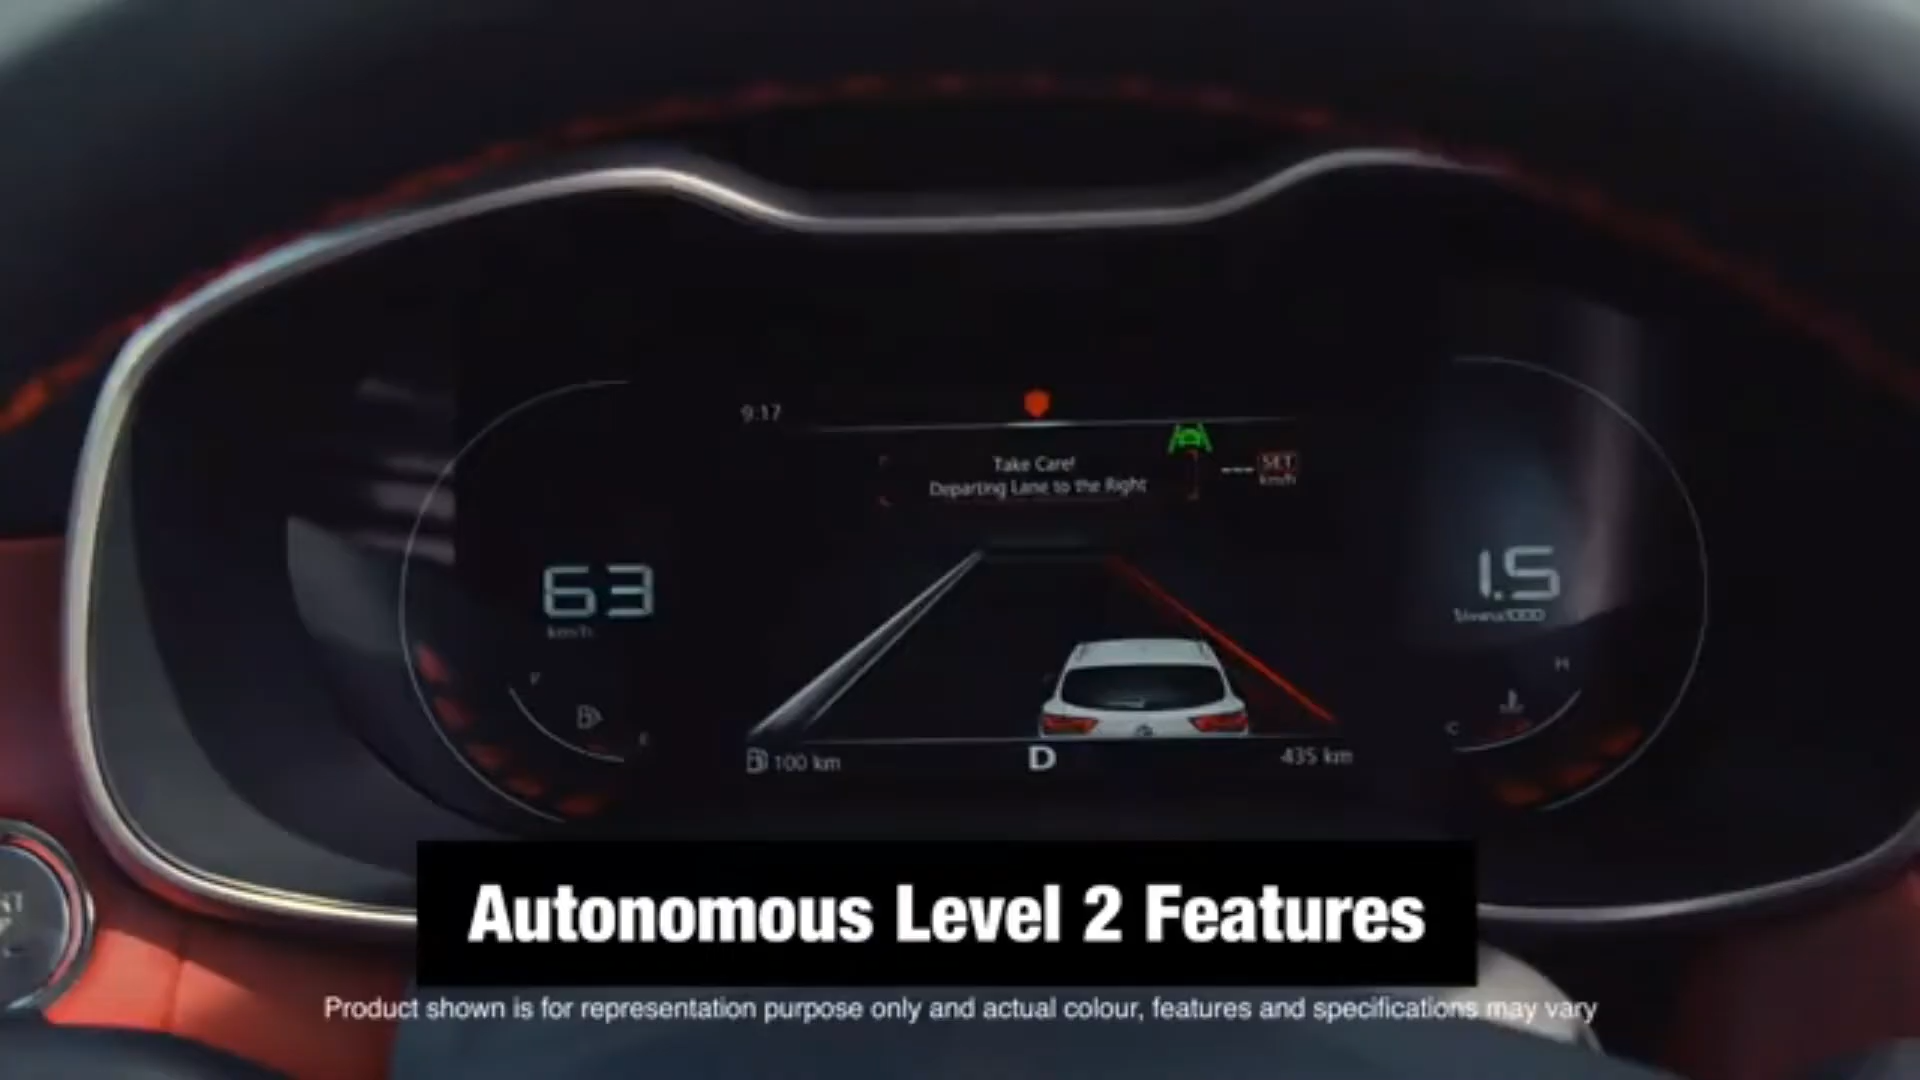 9:17
Take Care!
Departing Lane to the Right
--- SET
km/h
63
km/h
1.5
F
E
H
C
100 km
D
435 km
Autonomous Level 2 Features
Product shown is for representation purpose only and actual colour, features and specifications may vary